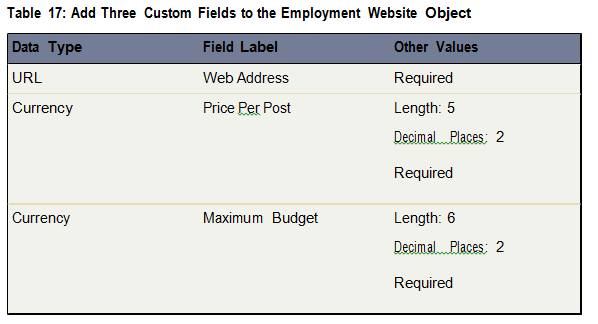 Table 17: Add Three Custom Fields to the Employment Website Object
Data Type Field Label Other Values
URL Web Address Required
Currency Price Per Post Length: 5
Decimal Places: 2
Required
Currency Maximum Budget Length: 6
Decimal Places: 2
Required